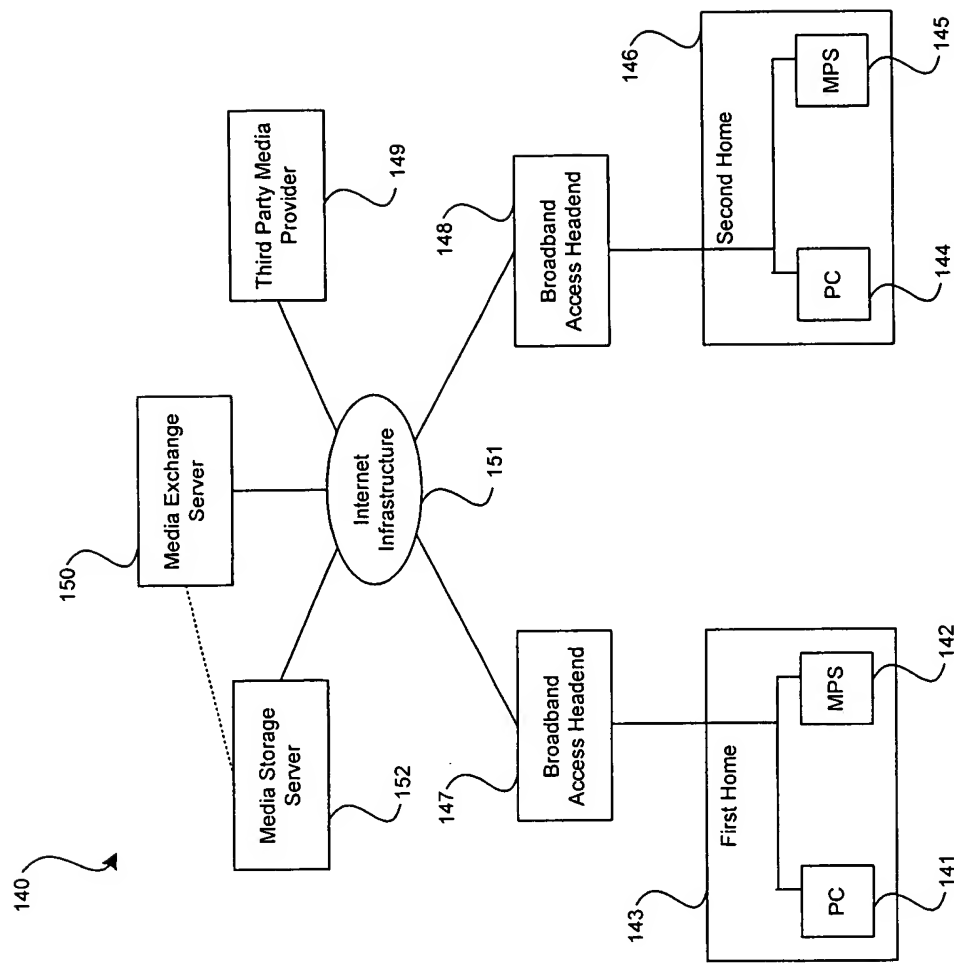 140
150
Media Exchange
Server
Third Party Media
Provider
149
Media Storage
Server
152
Internet
Infrastructure
151
147
Broadband
Access Headend
148
Broadband
Access Headend
143
First Home
PC
141
MPS
142
146
Second Home
PC
144
MPS
145